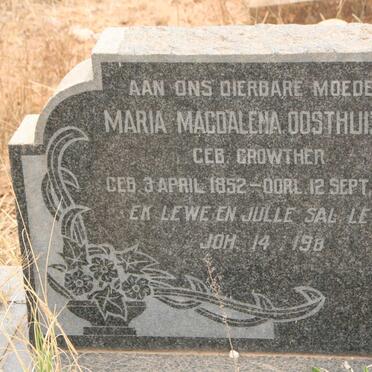 AAN ONS DIERBARE MOEDE
MARIA MAGDALENA OOSTHUI
GEB. GROWTHER
GEB. 3 APRIL 1852 - OORL. 12 SEPT.
EK LEWE EN JULLE SAL LE
JOH. 14 : 19B